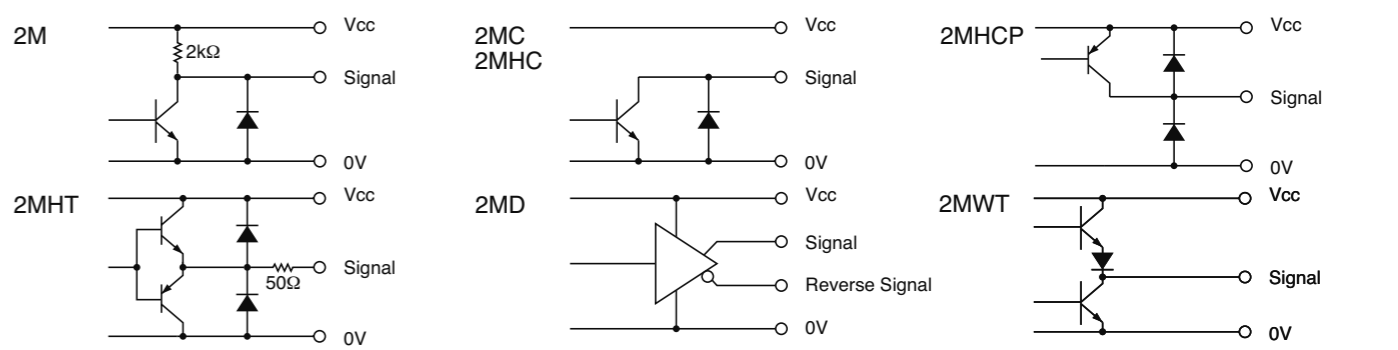 2M
Vcc
2kΩ
Signal
0V
2MC
2MHC
Vcc
Signal
0V
2MHCP
Vcc
Signal
0V
2MHT
Vcc
Signal
50Ω
0V
2MD
Vcc
Signal
Reverse Signal
0V
2MWT
Vcc
Signal
0V